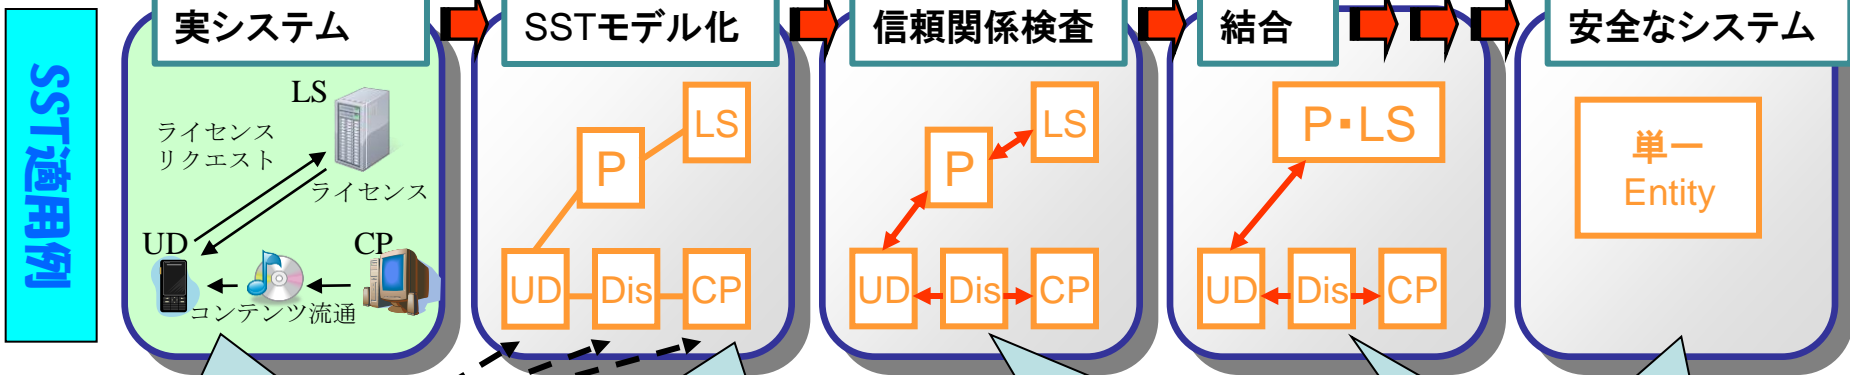 SST適用例
実システム
LS
ライセンス
リクエスト
ライセンス
UD
CP
コンテンツ流通
SSTモデル化
LS
P
UD
Dis
CP
信頼関係検査
LS
P
UD
Dis
CP
結合
P・LS
UD
Dis
CP
安全なシステム
単一
Entity